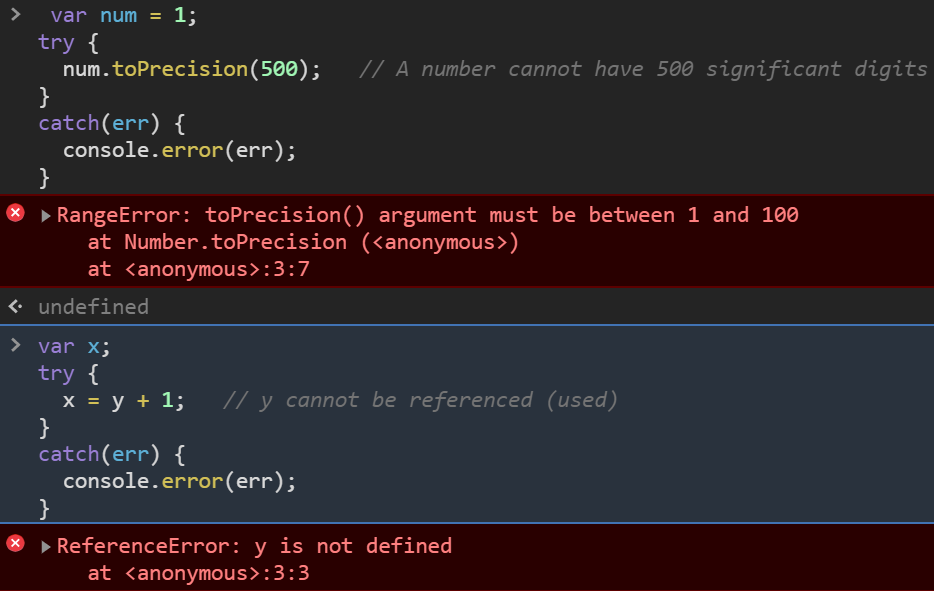 var num = 1;
try {
  num.toPrecision(500);   // A number cannot have 500 significant digits
}
catch(err) {
  console.error(err);
}
RangeError: toPrecision() argument must be between 1 and 100
    at Number.toPrecision (<anonymous>)
    at <anonymous>:3:7
undefined
var x;
try {
  x = y + 1;   // y cannot be referenced (used)
}
catch(err) {
  console.error(err);
}
ReferenceError: y is not defined
    at <anonymous>:3:3